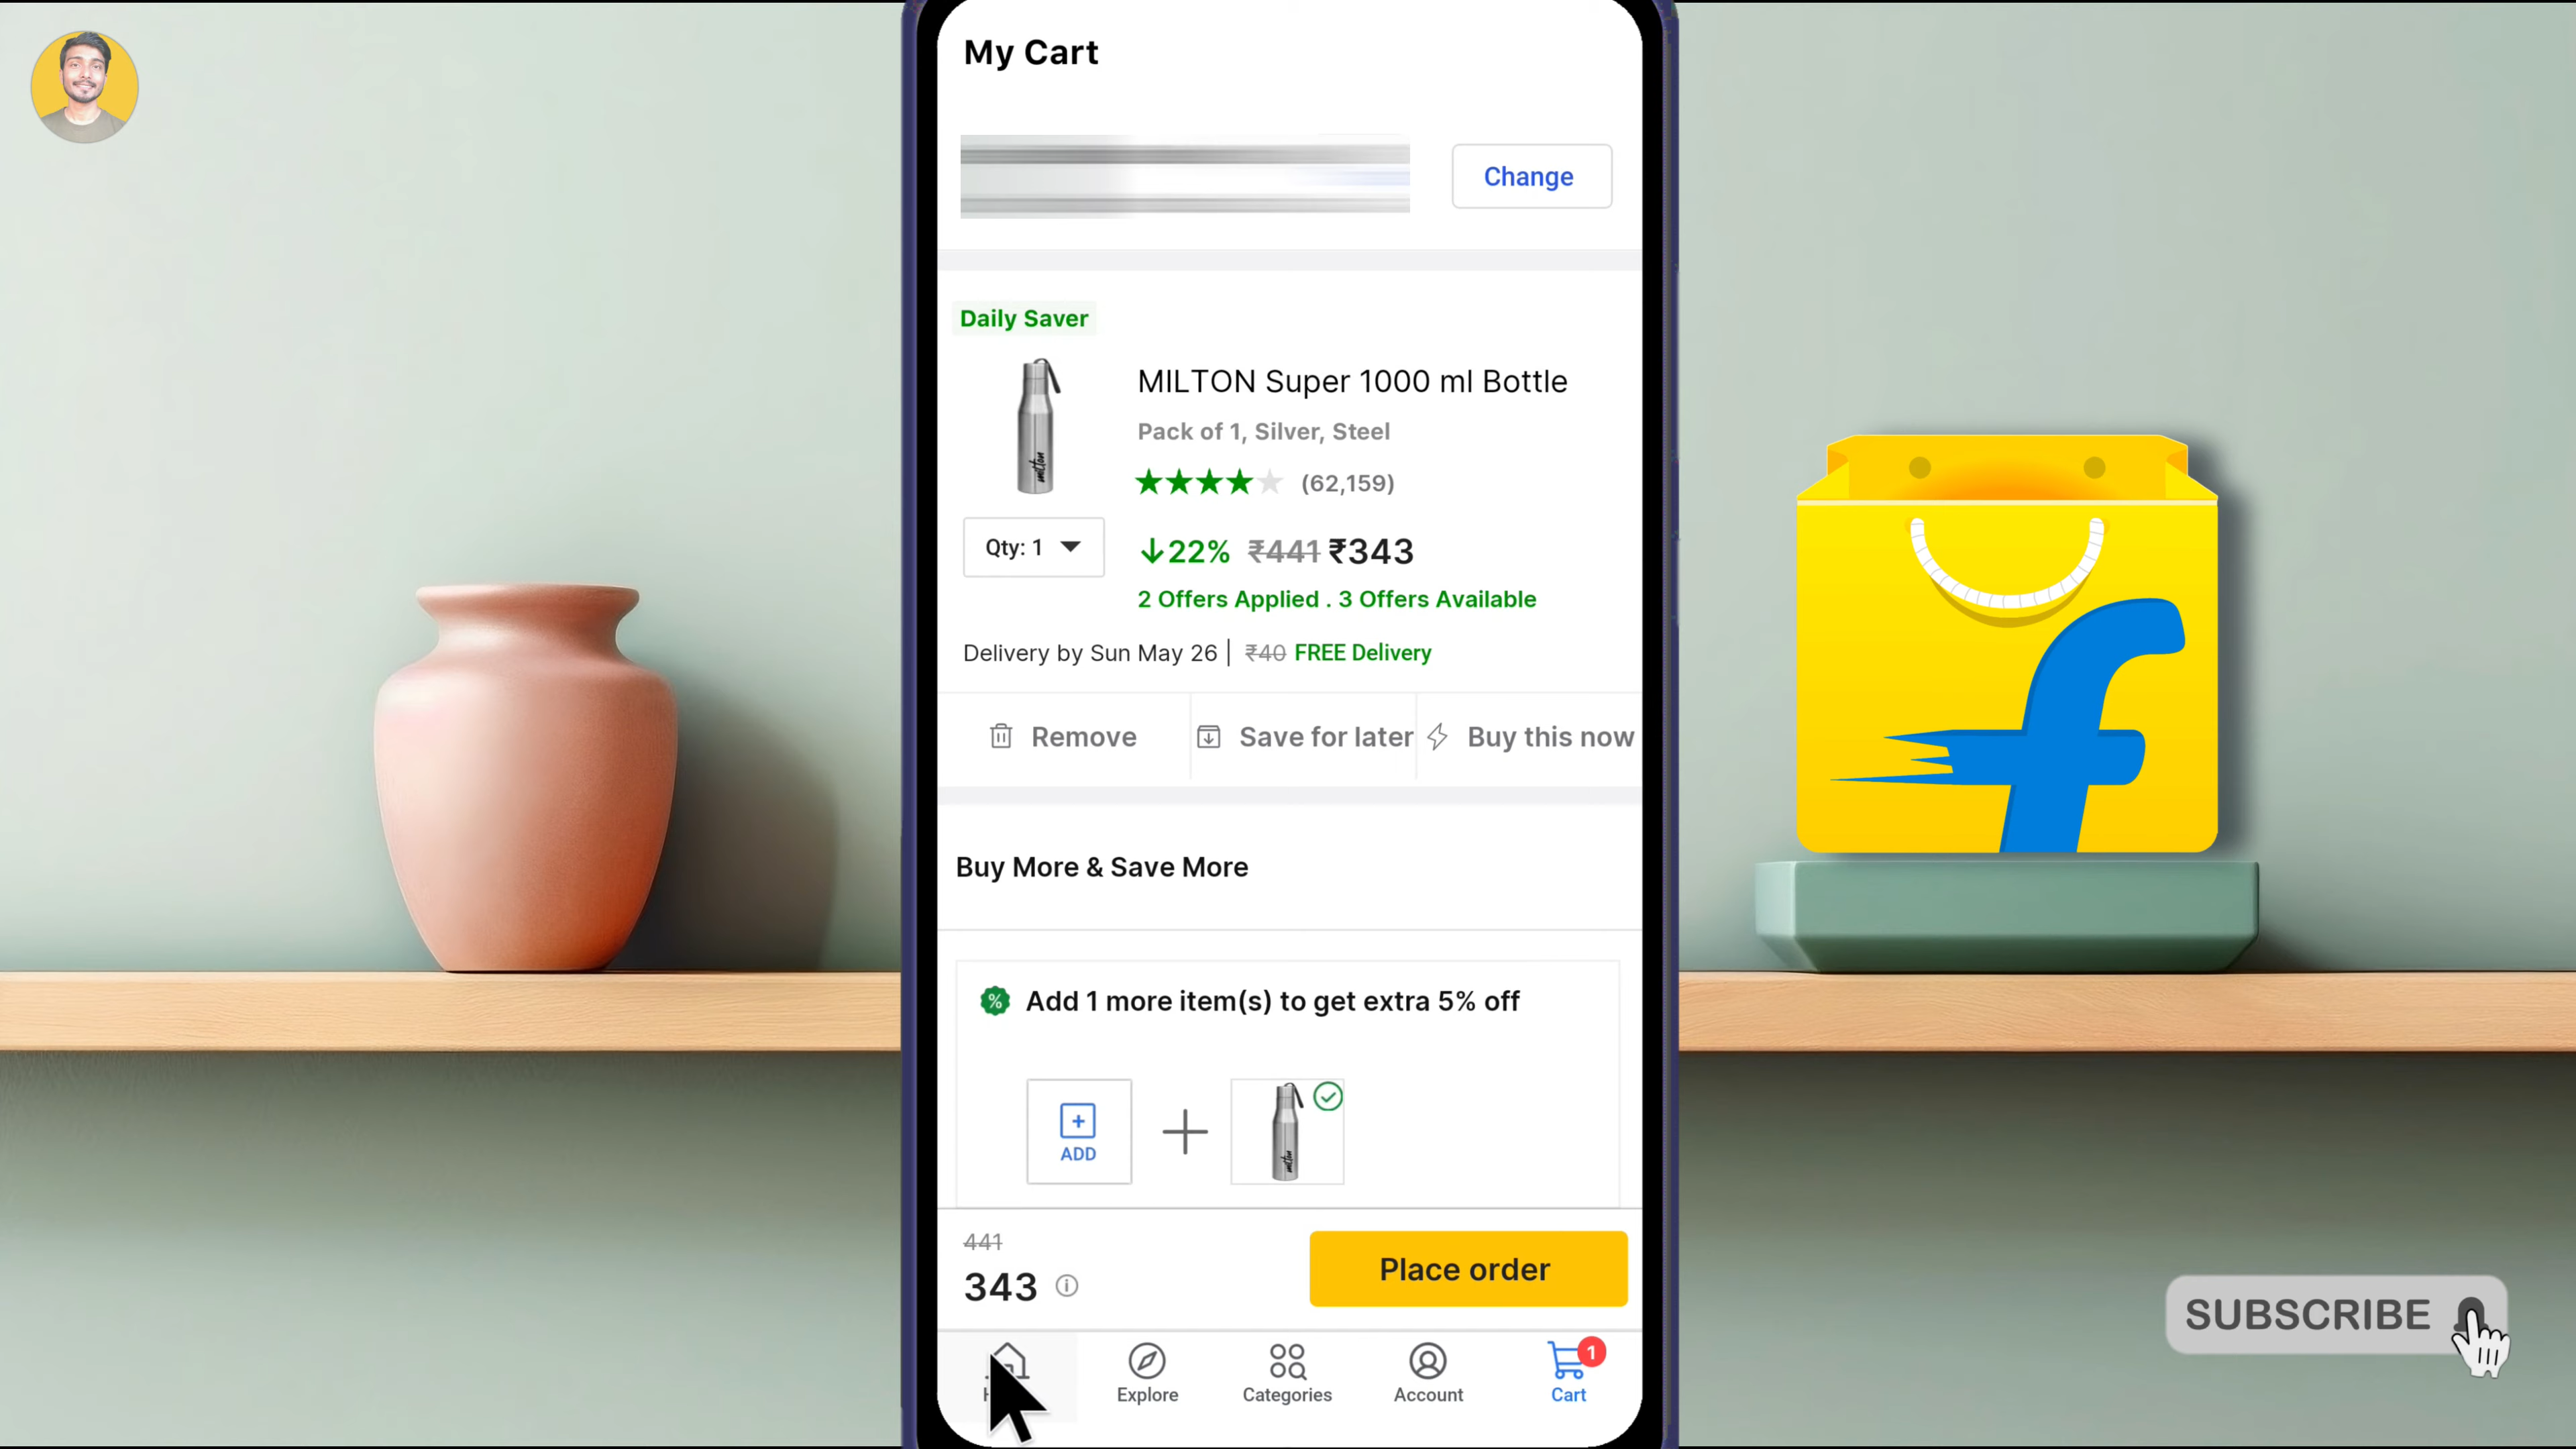 My Cart
Change
Daily Saver
MILTON Super 1000 ml Bottle
Pack of 1, Silver, Steel
(62,159)
Qty: 1
↓22% ₹441 ₹343
2 Offers Applied . 3 Offers Available
Delivery by Sun May 26 | ₹40 FREE Delivery
Remove
Save for later
Buy this now
Buy More & Save More
% Add 1 more item(s) to get extra 5% off
ADD
milton
milton
441
343
Place order
Explore
Categories
Account
1
Cart
f
SUBSCRIBE